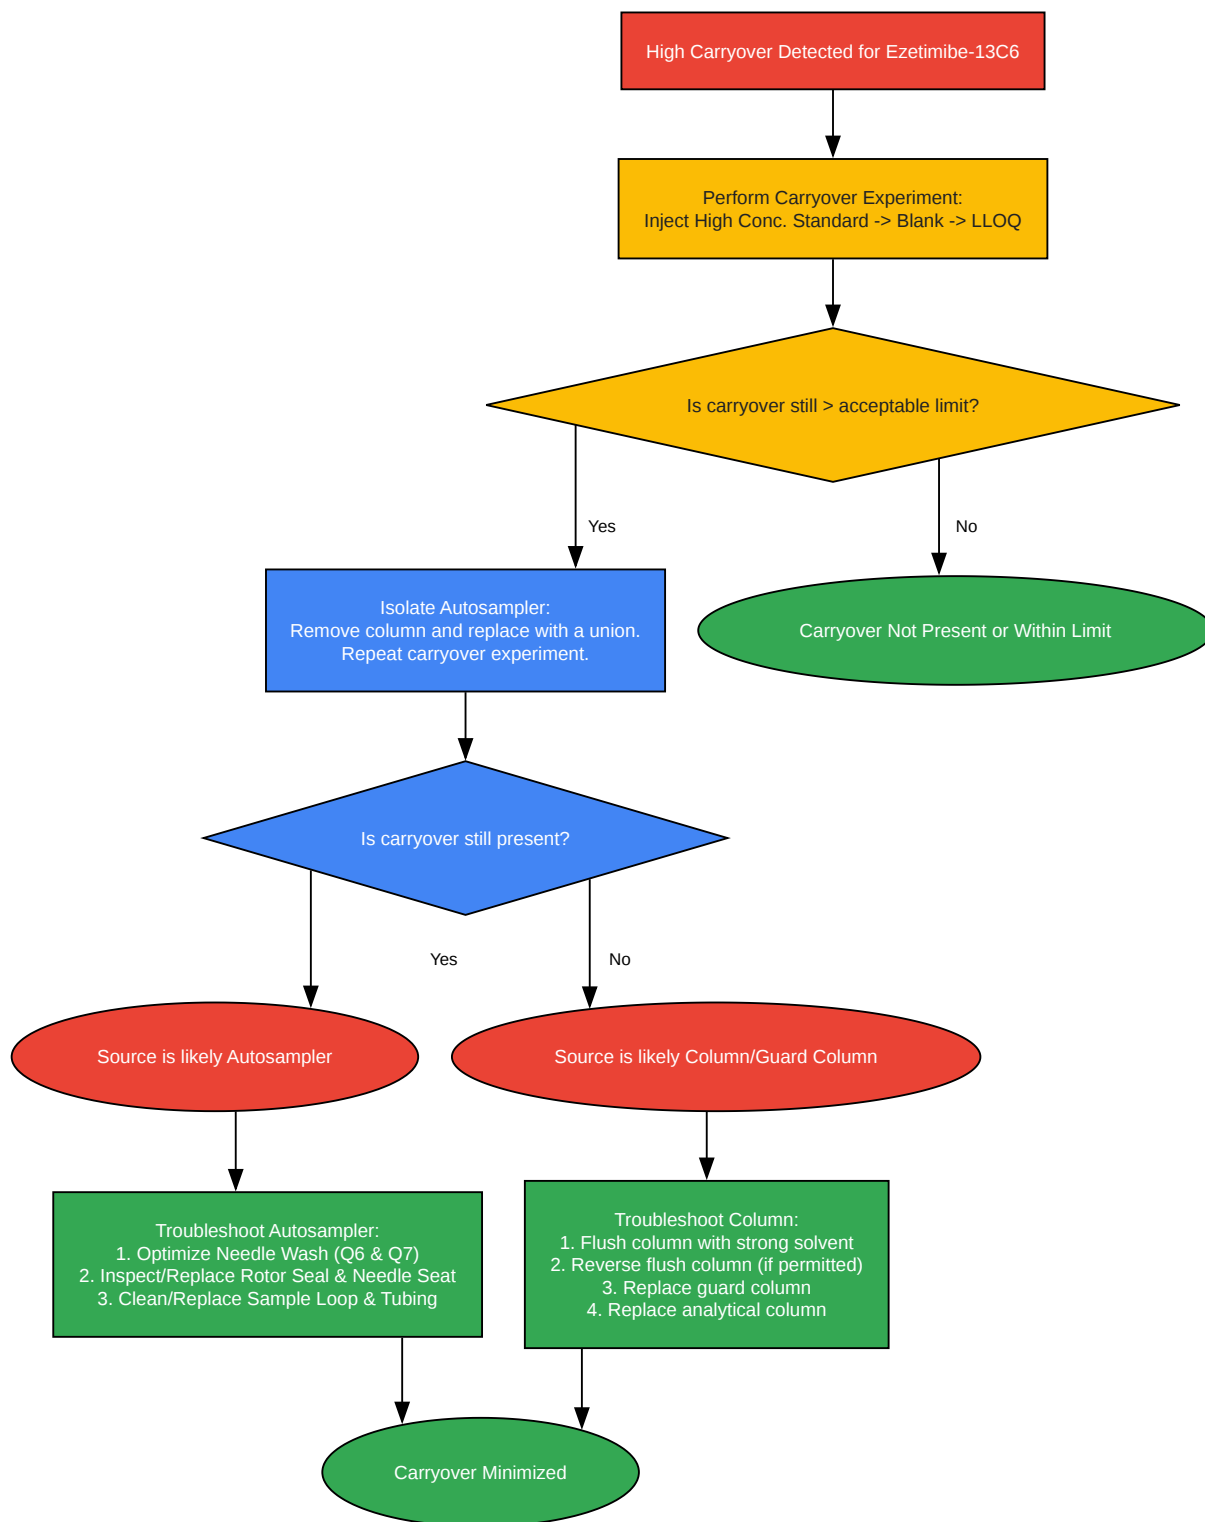 High Carryover Detected for Ezetimibe-13C6
Perform Carryover Experiment:
Inject High Conc. Standard -> Blank -> LLOQ
Is carryover still > acceptable limit?
Yes
No
Isolate Autosampler:
Remove column and replace with a union.
Repeat carryover experiment.
Carryover Not Present or Within Limit
Is carryover still present?
Yes
No
Source is likely Autosampler
Source is likely Column/Guard Column
Troubleshoot Autosampler:
1. Optimize Needle Wash (Q6 & Q7)
2. Inspect/Replace Rotor Seal & Needle Seat
3. Clean/Replace Sample Loop & Tubing
Troubleshoot Column:
1. Flush column with strong solvent
2. Reverse flush column (if permitted)
3. Replace guard column
4. Replace analytical column
Carryover Minimized